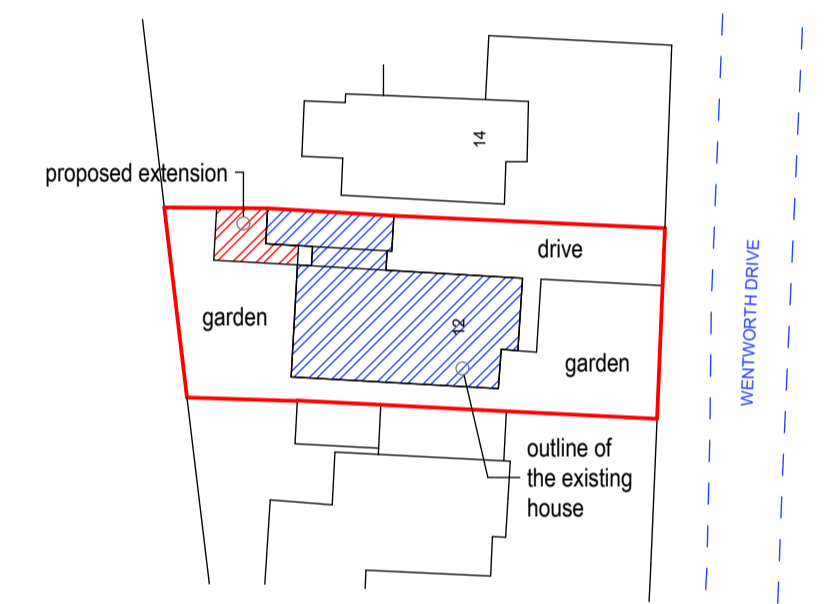 14
proposed extension
drive
garden
12
garden
WENTWORTH DRIVE
outline of
the existing
house